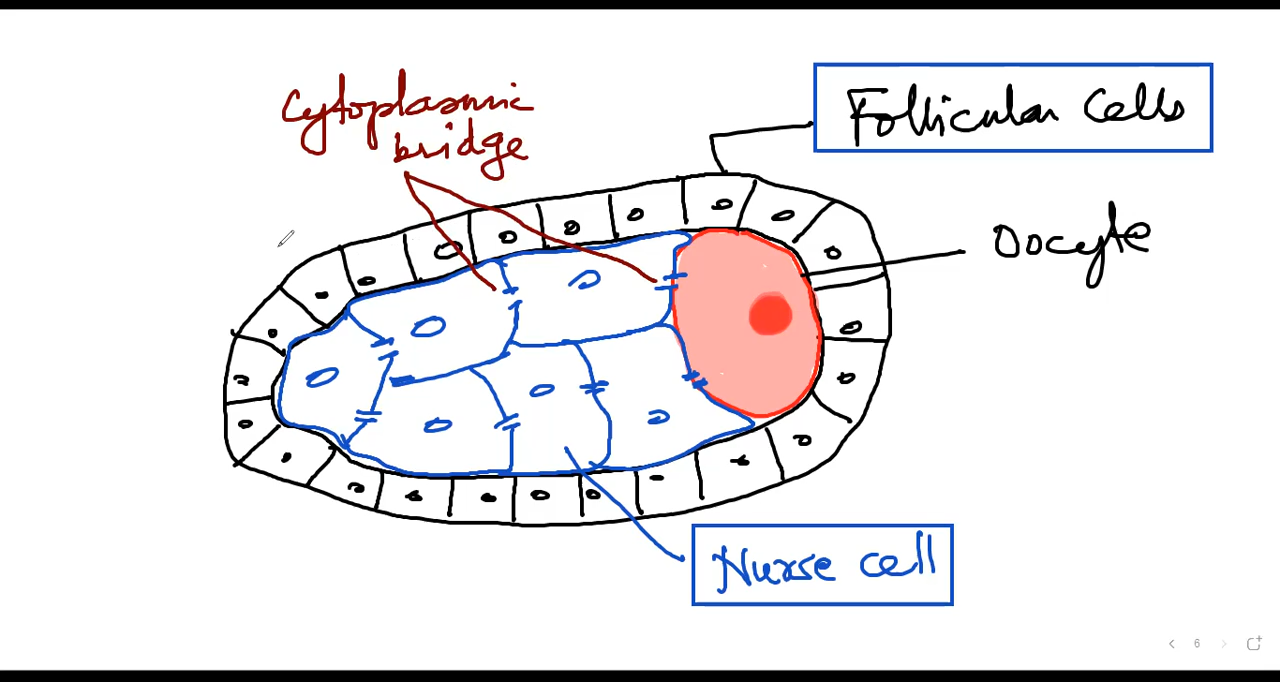 Cytoplasmic
bridge
Follicular cells
Oocyte
Nurse cell
6